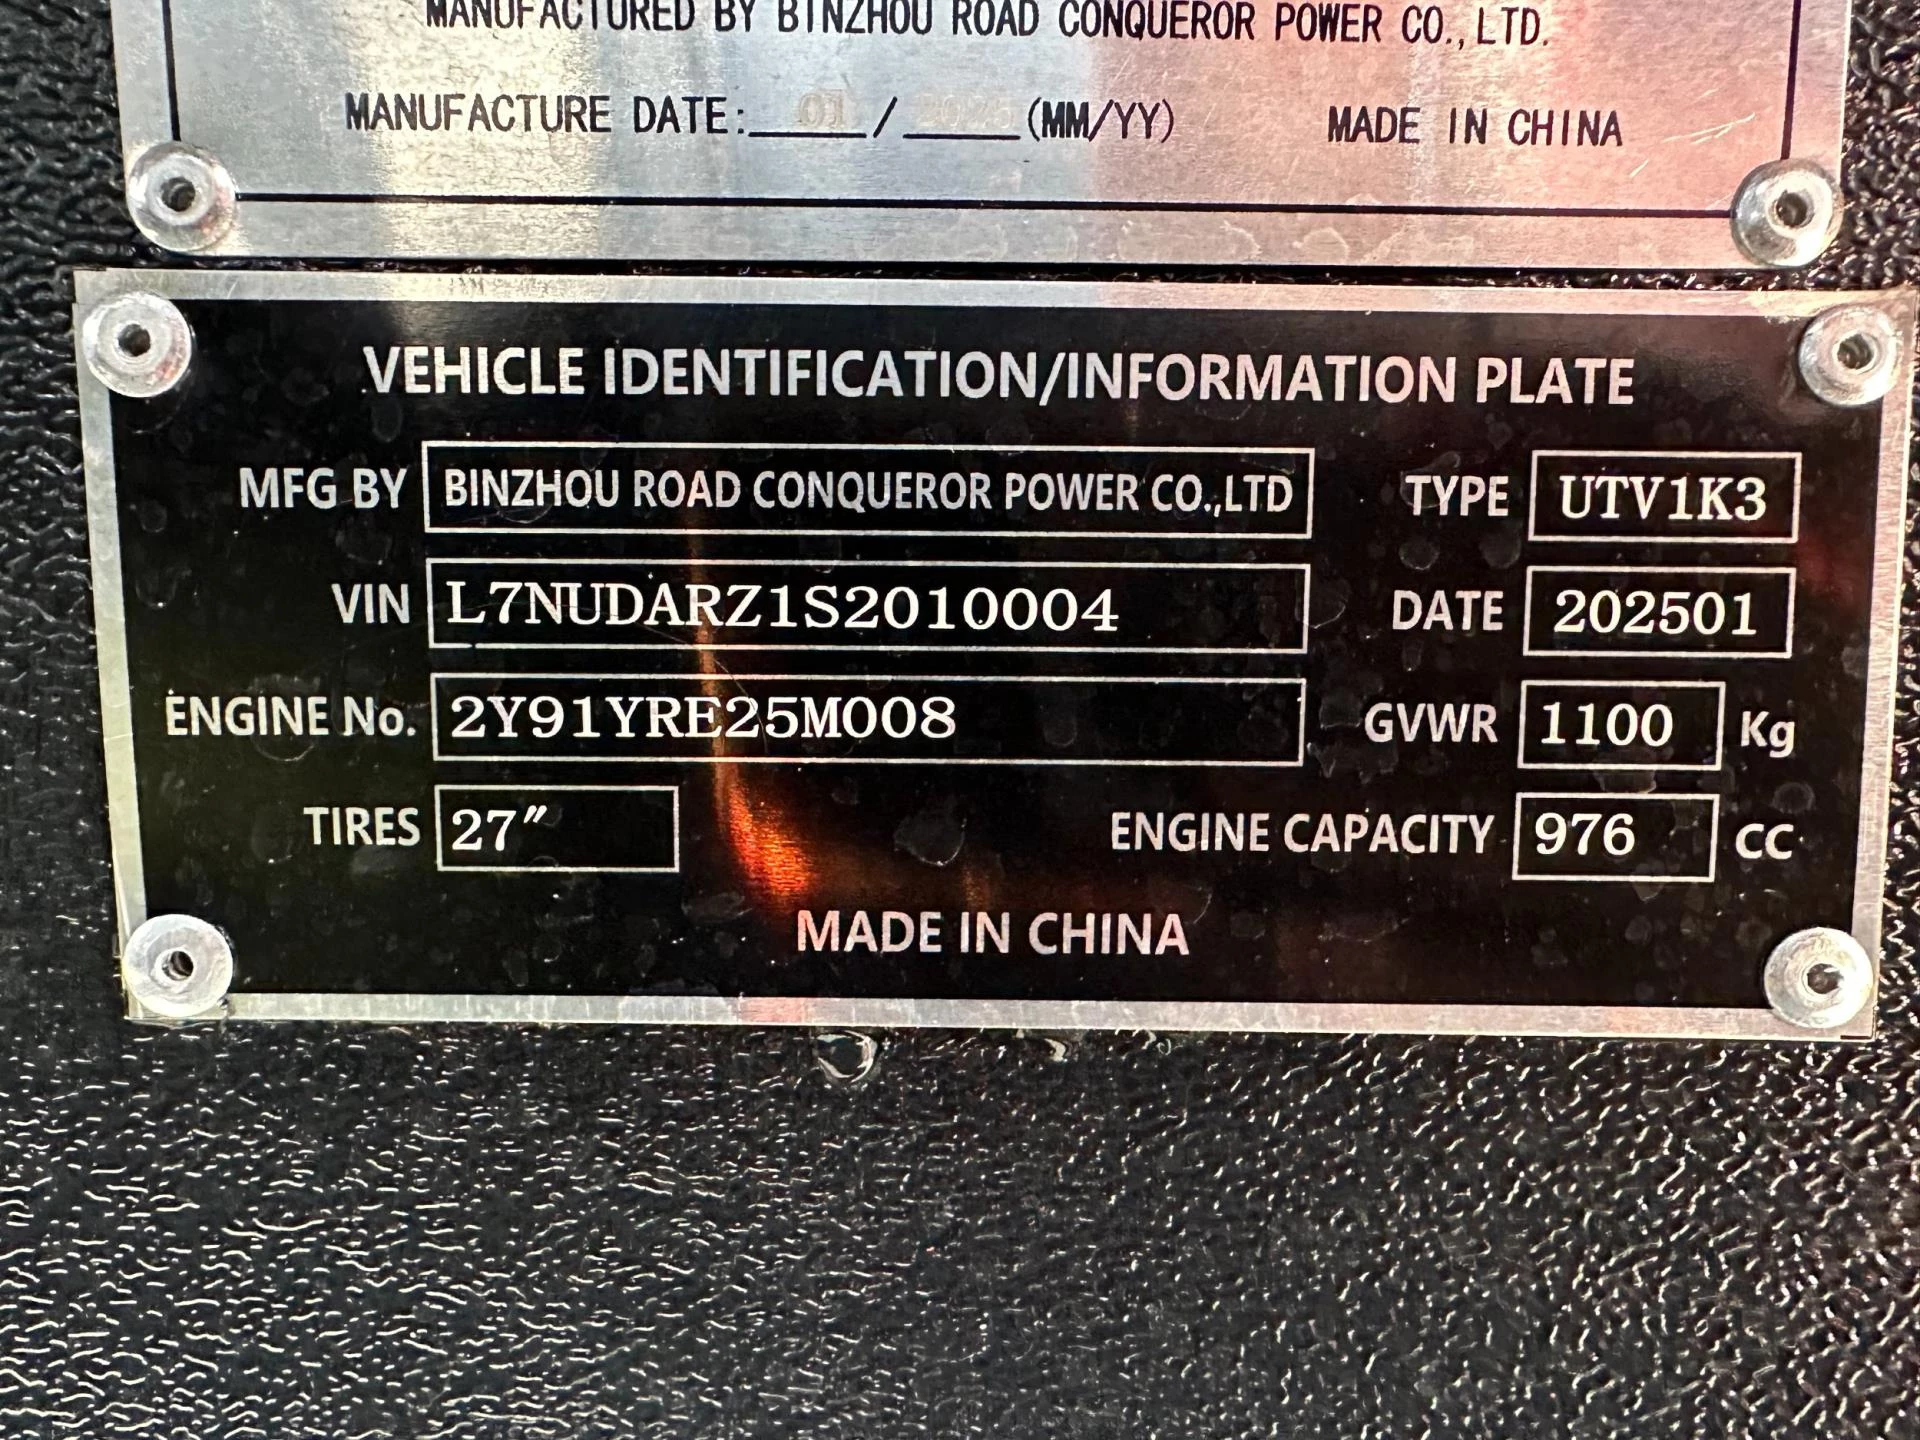 MANUFACTURED BY BINZHOU ROAD CONQUEROR POWER CO.,LTD.
MANUFACTURE DATE: 01 / 2025 (MM/YY) MADE IN CHINA
VEHICLE IDENTIFICATION/INFORMATION PLATE
MFG BY BINZHOU ROAD CONQUEROR POWER CO.,LTD TYPE UTV1K3
VIN L7NUDARZ1S2010004 DATE 202501
ENGINE No. 2Y91YRE25M008 GVWR 1100 Kg
TIRES 27″ ENGINE CAPACITY 976 CC
MADE IN CHINA